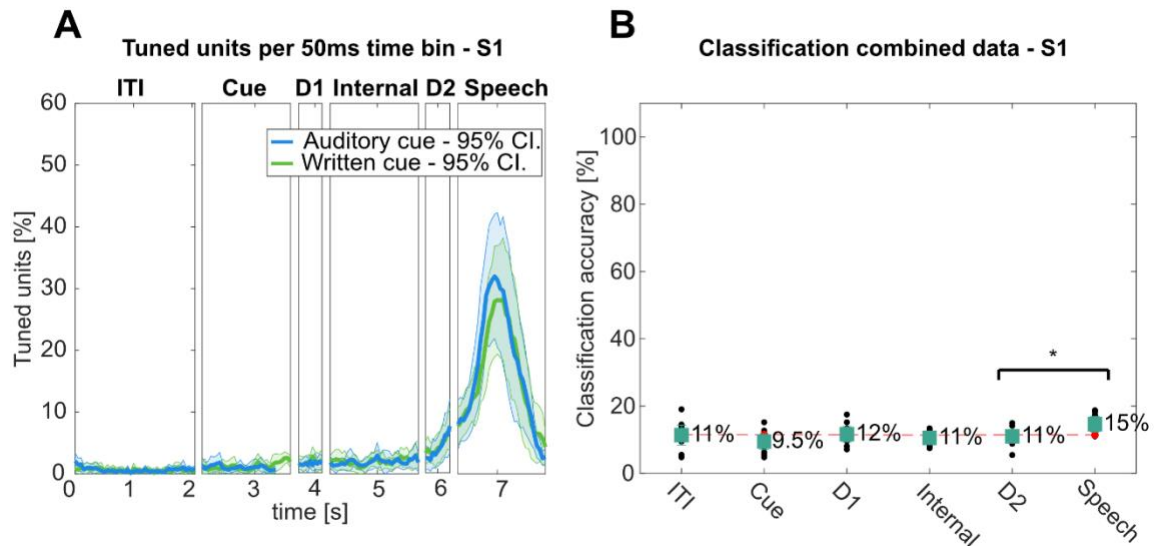 A
Tuned units per 50ms time bin - S1
ITI Cue D1 Internal D2 Speech
60
50
40
30
20
10
0
Tuned units [%]
Auditory cue - 95% CI.
Written cue - 95% CI.
0 1 2 3 4 5 6 7
time [s]
B
Classification combined data - S1
100
80
60
40
20
0
Classification accuracy [%]
*
11% 9.5% 12% 11% 11% 15%
ITI Cue D1 Internal D2 Speech